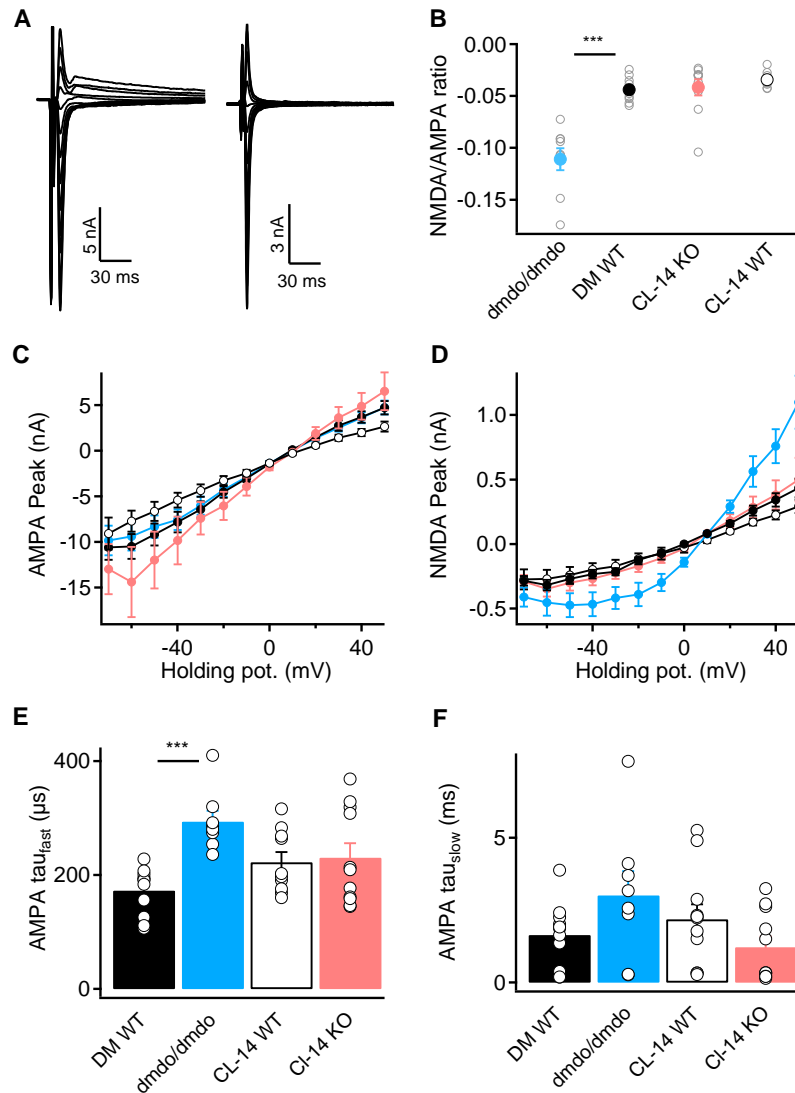 A
5 nA
30 ms
3 nA
30 ms
B
NMDA/AMPA ratio
0.00
-0.05
-0.10
-0.15
***
dmdo/dmdo
DM WT
CL-14 KO
CL-14 WT
C
AMPA Peak (nA)
5
0
-5
-10
-15
-40
0
40
Holding pot. (mV)
D
NMDA Peak (nA)
1.0
0.5
0.0
-0.5
-40
0
40
Holding pot. (mV)
E
AMPA tau_fast (µs)
400
200
0
***
DM WT
dmdo/dmdo
CL-14 WT
Cl-14 KO
F
AMPA tau_slow (ms)
5
0
DM WT
dmdo/dmdo
CL-14 WT
Cl-14 KO